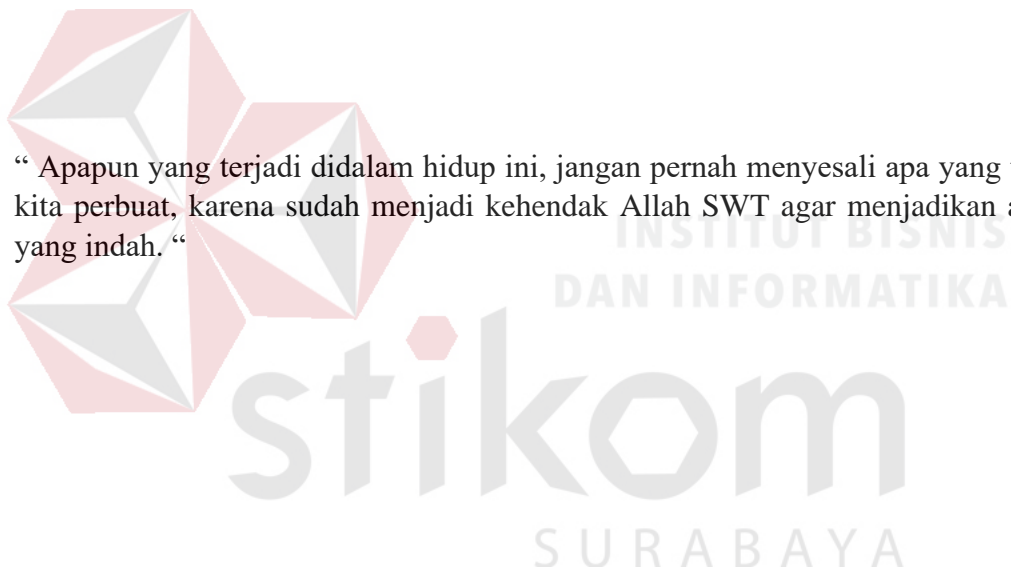 “ Apapun yang terjadi didalam hidup ini, jangan pernah menyesali apa yang
kita perbuat, karena sudah menjadi kehendak Allah SWT agar menjadikan
yang indah. “
INSTITUT BISNIS
DAN INFORMATIKA
stikom
SURABAYA